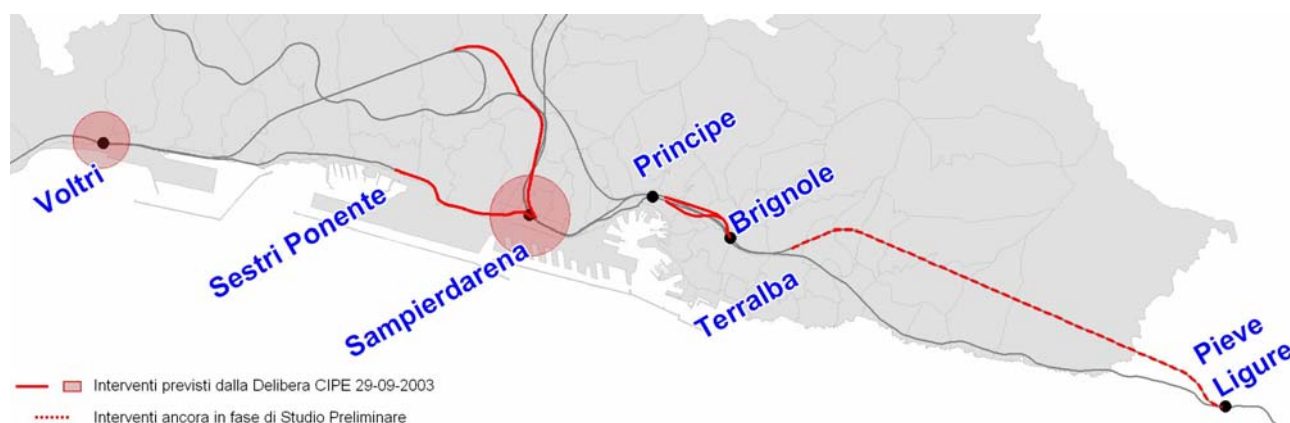 Voltri
Sestri Ponente
Sampierdarena
Principe
Brignole
Terralba
Pieve
Ligure
Interventi previsti dalla Delibera CIPE 29-09-2003
Interventi ancora in fase di Studio Preliminare